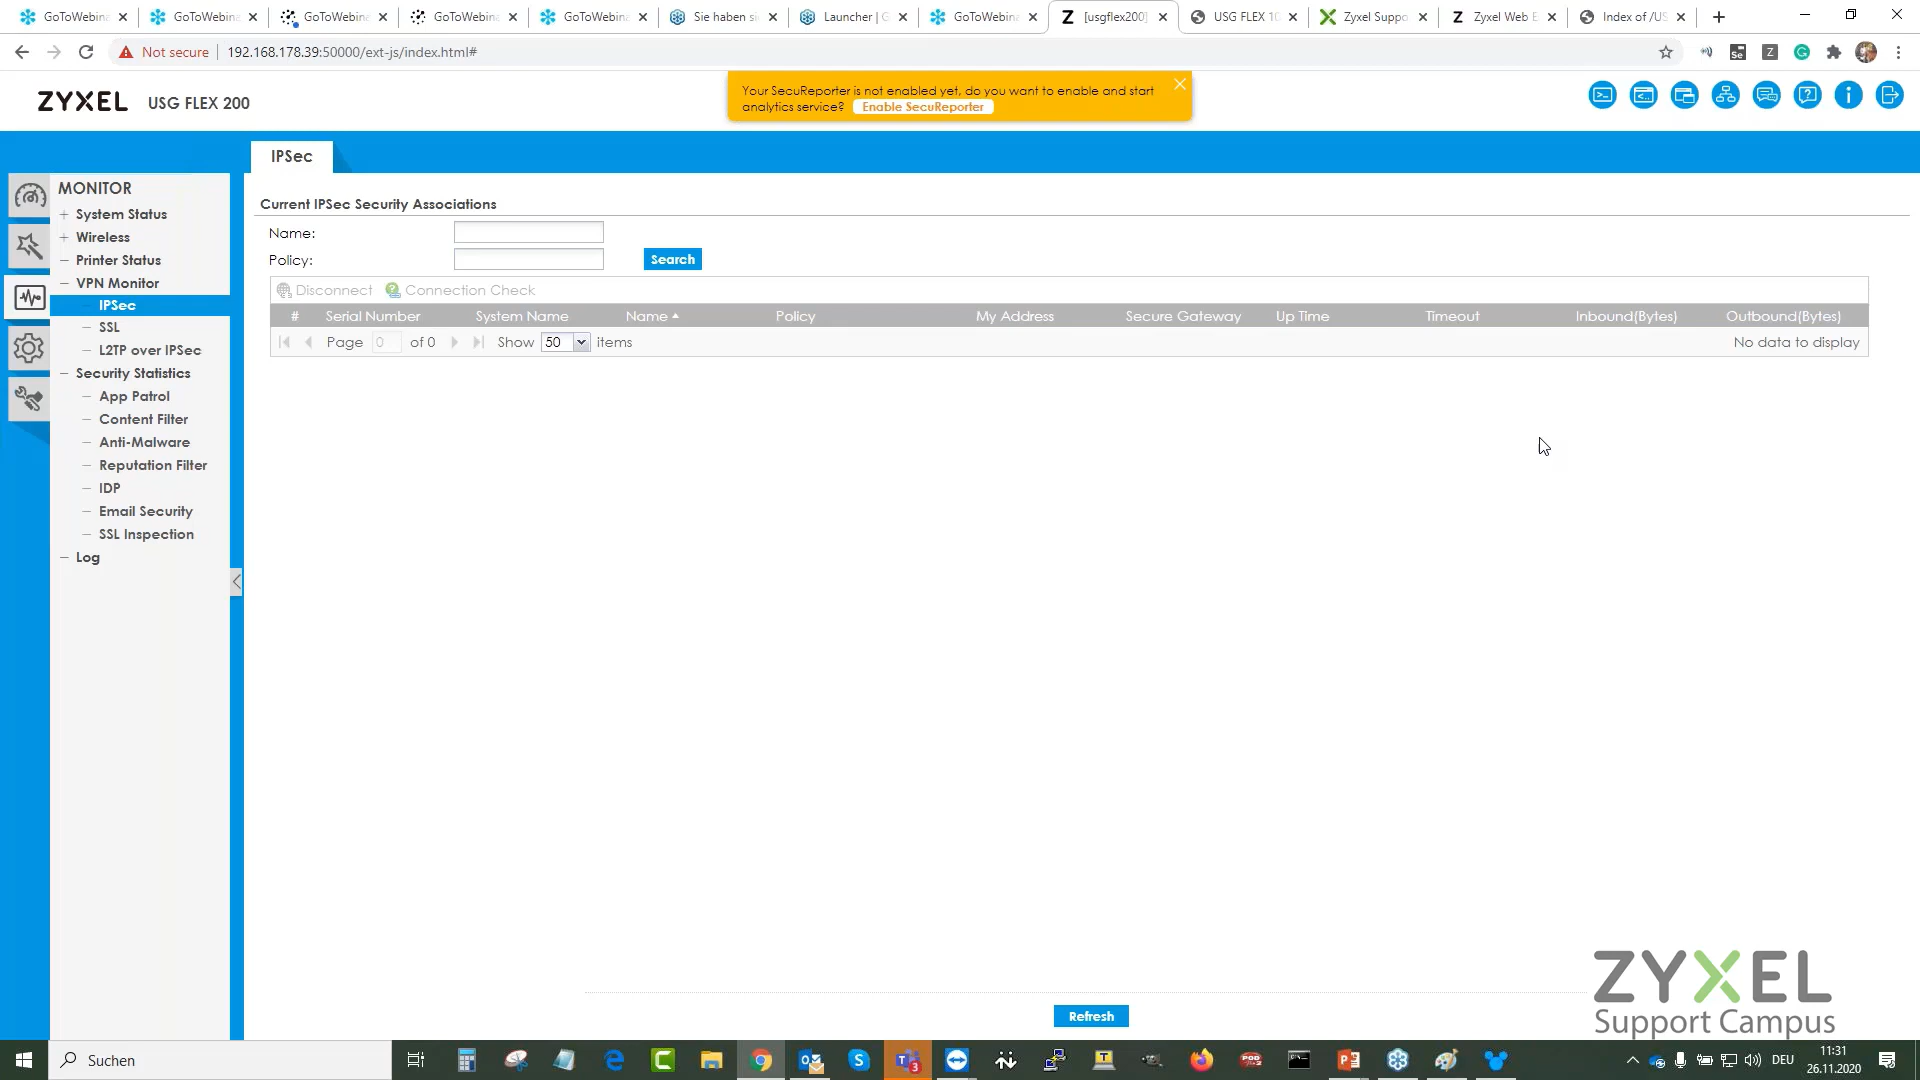 GoToWebina
GoToWebina
GoToWebina
GoToWebina
GoToWebina
Sie haben si
Launcher | G
GoToWebina
[usgflex200]
USG FLEX 10
Zyxel Suppo
Zyxel Web E
Index of /US
Not secure
192.168.178.39:50000/ext-js/index.html#
ZYXEL
USG FLEX 200
Your SecuReporter is not enabled yet, do you want to enable and start
analytics service? Enable SecuReporter
IPSec
MONITOR
+ System Status
+ Wireless
− Printer Status
− VPN Monitor
IPSec
− SSL
− L2TP over IPSec
− Security Statistics
− App Patrol
− Content Filter
− Anti-Malware
− Reputation Filter
− IDP
− Email Security
− SSL Inspection
− Log
Current IPSec Security Associations
Name:
Policy:
Search
Disconnect Connection Check
# Serial Number System Name Name Policy My Address Secure Gateway Up Time Timeout Inbound(Bytes) Outbound(Bytes)
Page 0 of 0 Show 50 items No data to display
Refresh
ZYXEL
Support Campus
Suchen
DEU
11:31
26.11.2020